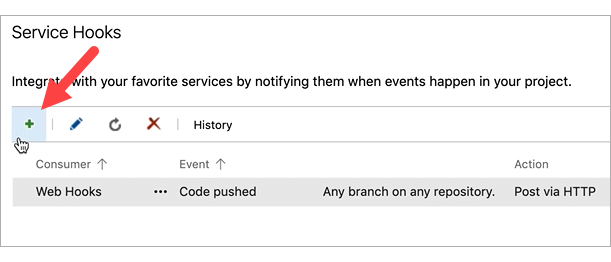 Service Hooks
Integrate with your favorite services by notifying them when events happen in your project.
History
Consumer Event Action
Web Hooks Code pushed Any branch on any repository. Post via HTTP